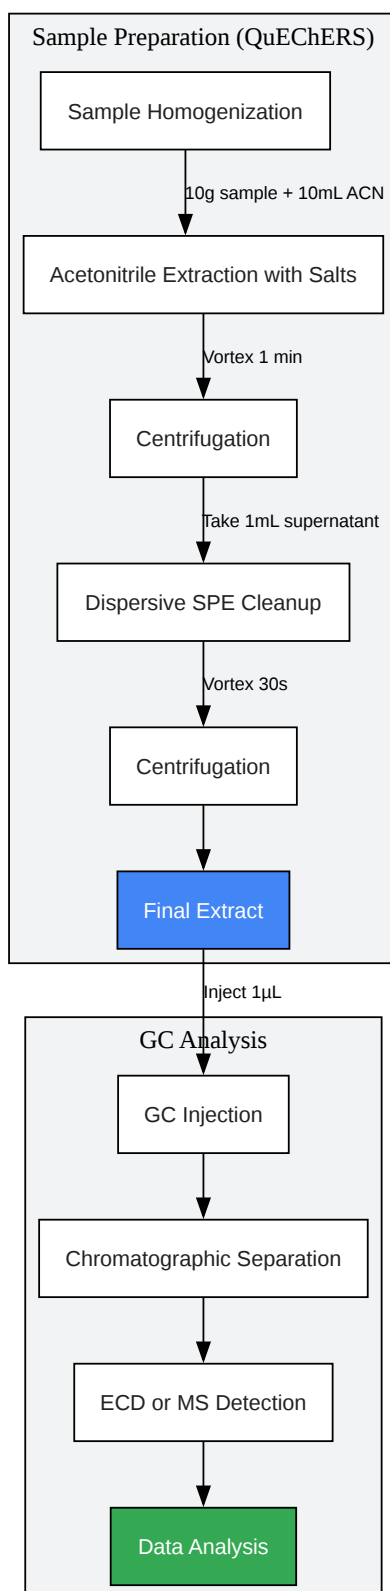 Sample Preparation (QuEChERS)
Sample Homogenization
10g sample + 10mL ACN
Acetonitrile Extraction with Salts
Vortex 1 min
Centrifugation
Take 1mL supernatant
Dispersive SPE Cleanup
Vortex 30s
Centrifugation
Final Extract
Inject 1µL
GC Analysis
GC Injection
Chromatographic Separation
ECD or MS Detection
Data Analysis